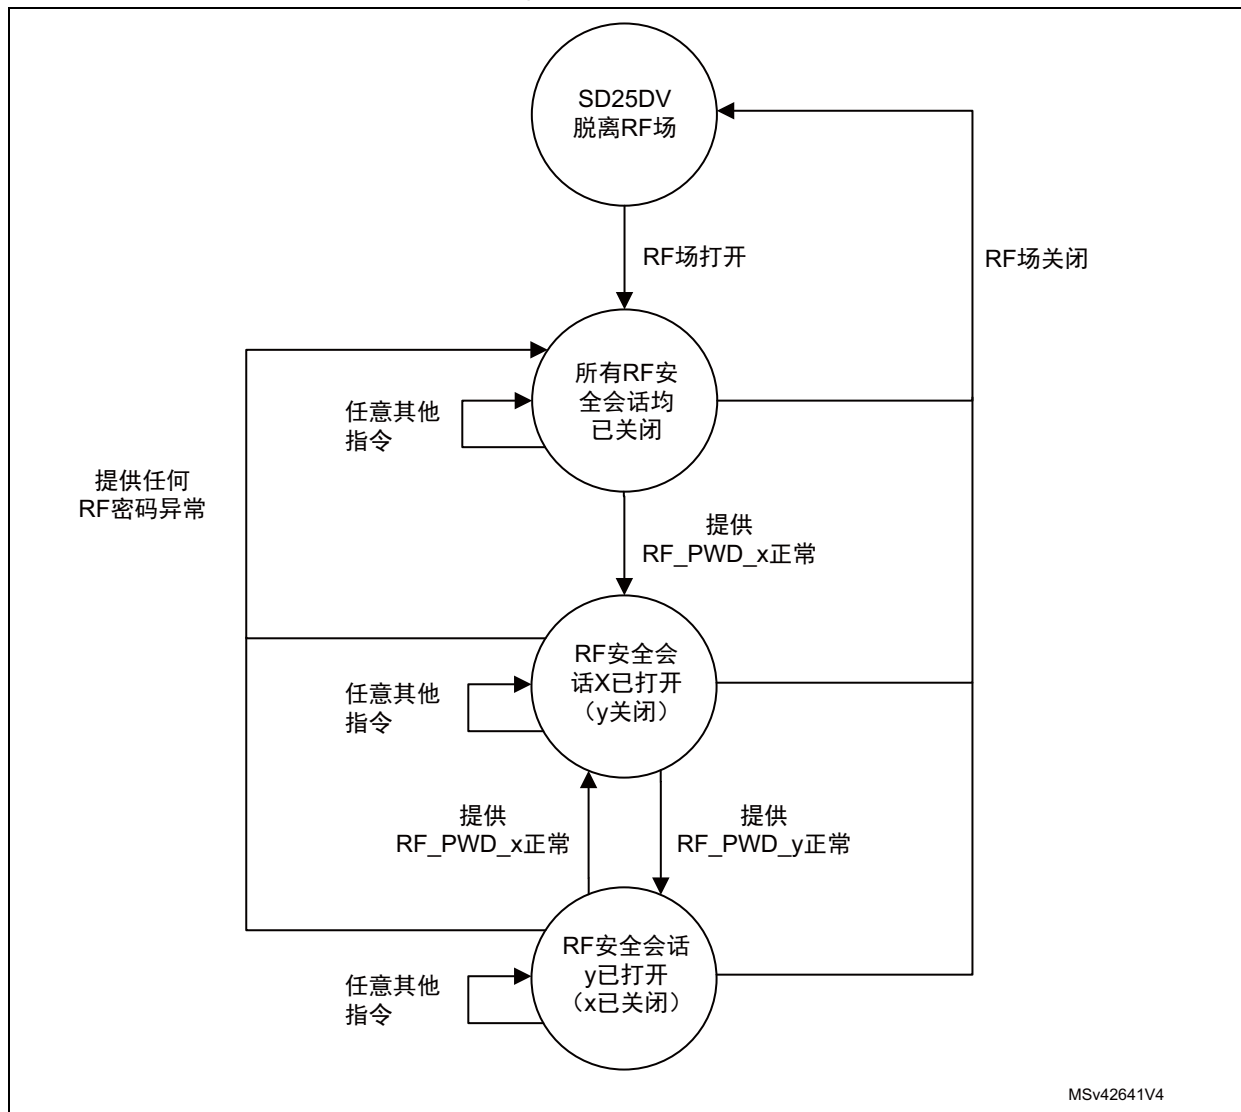 SD25DV
脱离RF场
RF场打开
RF场关闭
所有RF安
全会话均
已关闭
任意其他
指令
提供任何
RF密码异常
提供
RF_PWD_x正常
RF安全会
话X已打开
（y关闭）
任意其他
指令
提供
RF_PWD_x正常
提供
RF_PWD_y正常
RF安全会话
y已打开
（x已关闭）
任意其他
指令
MSv42641V4